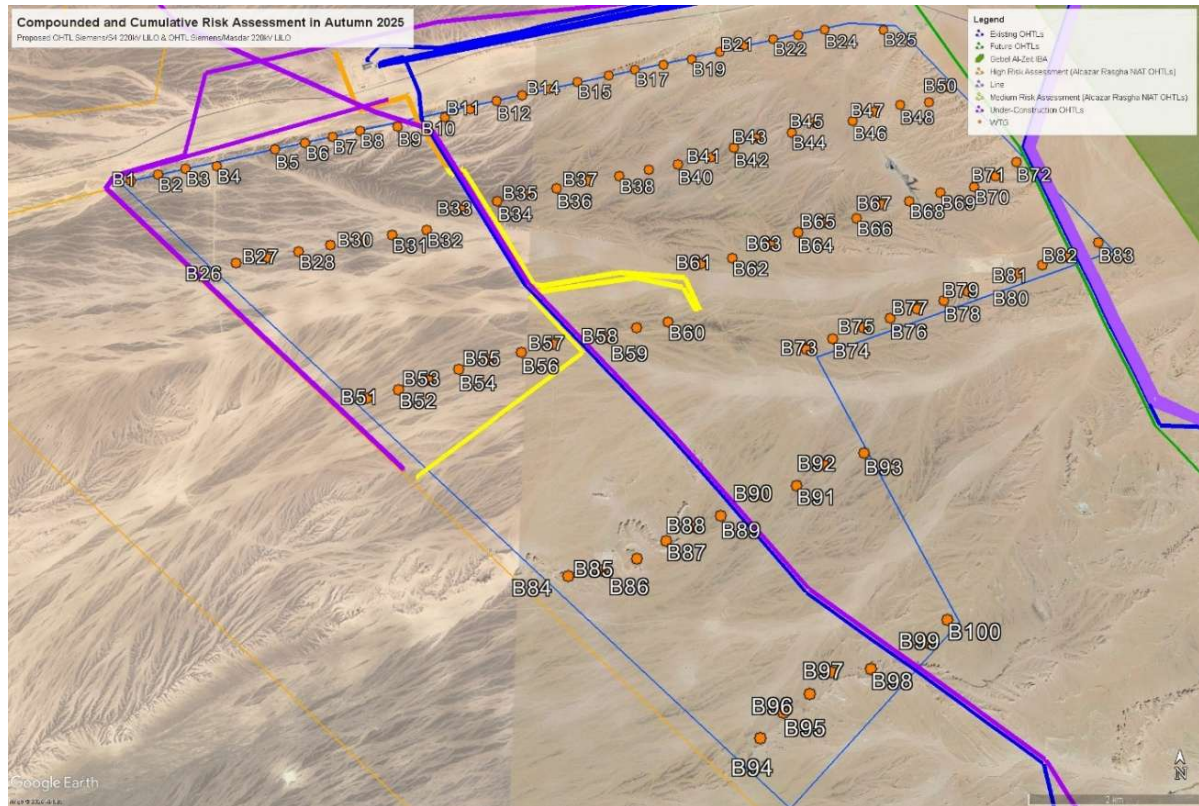 Compounded and Cumulative Risk Assessment in Autumn 2025
Proposed OHTL Siemens/S4 220kV LILO & OHTL Siemens/Masdar 220kV LILO
Legend
Existing OHTLs
Future OHTLs
Gebel Al-Zeit IBA
High Risk Assessment (Alcazar Rasgha NIAT OHTLs)
Line
Medium Risk Assessment (Alcazar Rasgha NIAT OHTLs)
Under-Construction OHTLs
WTG
B21 B22 B24 B25
B14 B15 B17 B19
B10 B11 B12
B5 B6 B7 B8 B9
B1 B2 B3 B4
B50
B45 B47 B48
B43 B44 B46
B37 B38 B40 B41 B42
B33 B35 B34 B36
B26 B27 B28 B30 B31 B32
B71 B72
B67 B68 B69 B70
B61 B62 B63 B65 B64 B66
B83
B81 B82
B77 B79 B78 B80
B73 B75 B74 B76
B57 B58 B59 B60
B51 B53 B52 B55 B54 B56
B92 B93
B90 B91
B88 B89
B84 B85 B86 B87
B99 B100
B97 B98
B96 B95
B94
Google Earth
N
2 km